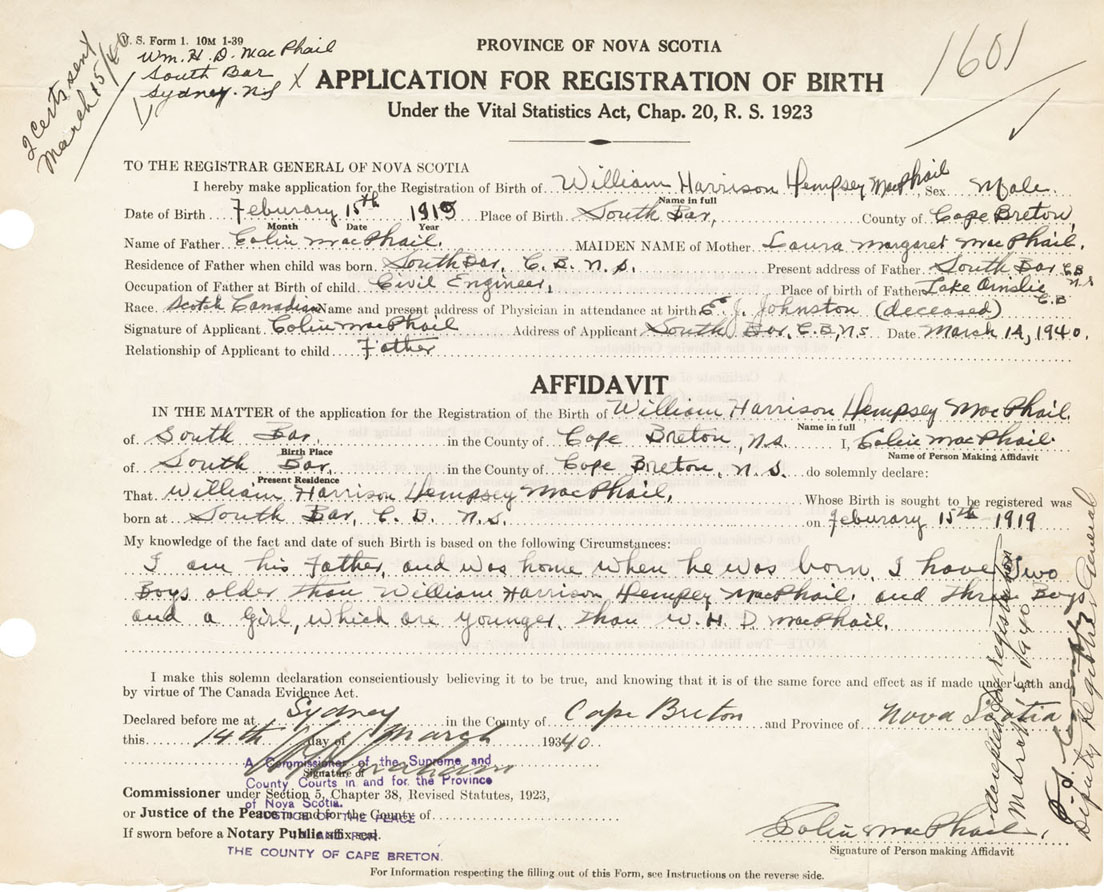 V. S. Form 1. 10M 1-39
2 Certs sent
March 15/40
Wm. H. D. MacPhail
South Bar
Sydney. N.S
1601
PROVINCE OF NOVA SCOTIA
APPLICATION FOR REGISTRATION OF BIRTH
Under the Vital Statistics Act, Chap. 20, R. S. 1923
TO THE REGISTRAR GENERAL OF NOVA SCOTIA
I hereby make application for the Registration of Birth of William Harrison Hempsey MacPhail, Sex Male.
Name in full
Date of Birth Feburary 15th 1919 Place of Birth South Bar, County of Cape Breton,
Month Date Year
Name of Father Colin MacPhail. MAIDEN NAME of Mother Laura Margaret MacPhail.
Residence of Father when child was born. South Bar, C. B. N. S. Present address of Father. South Bar C B N S
Occupation of Father at Birth of child Civil Engineer, Place of birth of Father Lake Ainslie C.B
Race Scotch Canadian Name and present address of Physician in attendance at birth E. J. Johnston (deceased)
Signature of Applicant Colin MacPhail Address of Applicant South Bar, C.B, N.S Date March 14, 1940.
Relationship of Applicant to child Father
AFFIDAVIT
IN THE MATTER of the application for the Registration of the Birth of William Harrison Hempsey MacPhail.
Name in full
of South Bar, in the County of Cape Breton, N.S. I, Colin MacPhail
Birth Place Name of Person Making Affidavit
of South Bar, in the County of Cape Breton, N. S. do solemnly declare:
Present Residence
That William Harrison Hempsey MacPhail, Whose Birth is sought to be registered was
born at South Bar, C. B. N. S. on Feburary 15th 1919
My knowledge of the fact and date of such Birth is based on the following Circumstances:
I am his Father, and was home when he was born, I have Two
Boys older than William Harrison Hempsey MacPhail. and three Boys
and a Girl, which are younger, than W. H. D MacPhail.
I make this solemn declaration conscientiously believing it to be true, and knowing that it is of the same force and effect as if made under oath and
by virtue of The Canada Evidence Act.
Declared before me at Sydney in the County of Cape Breton and Province of Nova Scotia
this 14th day of March 19340
A Commissioner of the Supreme and
Signature of
County Courts in and for the Province
Commissioner under Section 5, Chapter 38, Revised Statutes, 1923,
of Nova Scotia.
or Justice of the Peace in and for the County of
JUSTICE OF THE PEACE
If sworn before a Notary Public affix seal.
IN AND FOR
THE COUNTY OF CAPE BRETON.
Colin MacPhail.
Signature of Person making Affidavit
accepted for registration
March 15, 1940
Deputy Registrar General
For Information respecting the filling out of this Form, see Instructions on the reverse side.